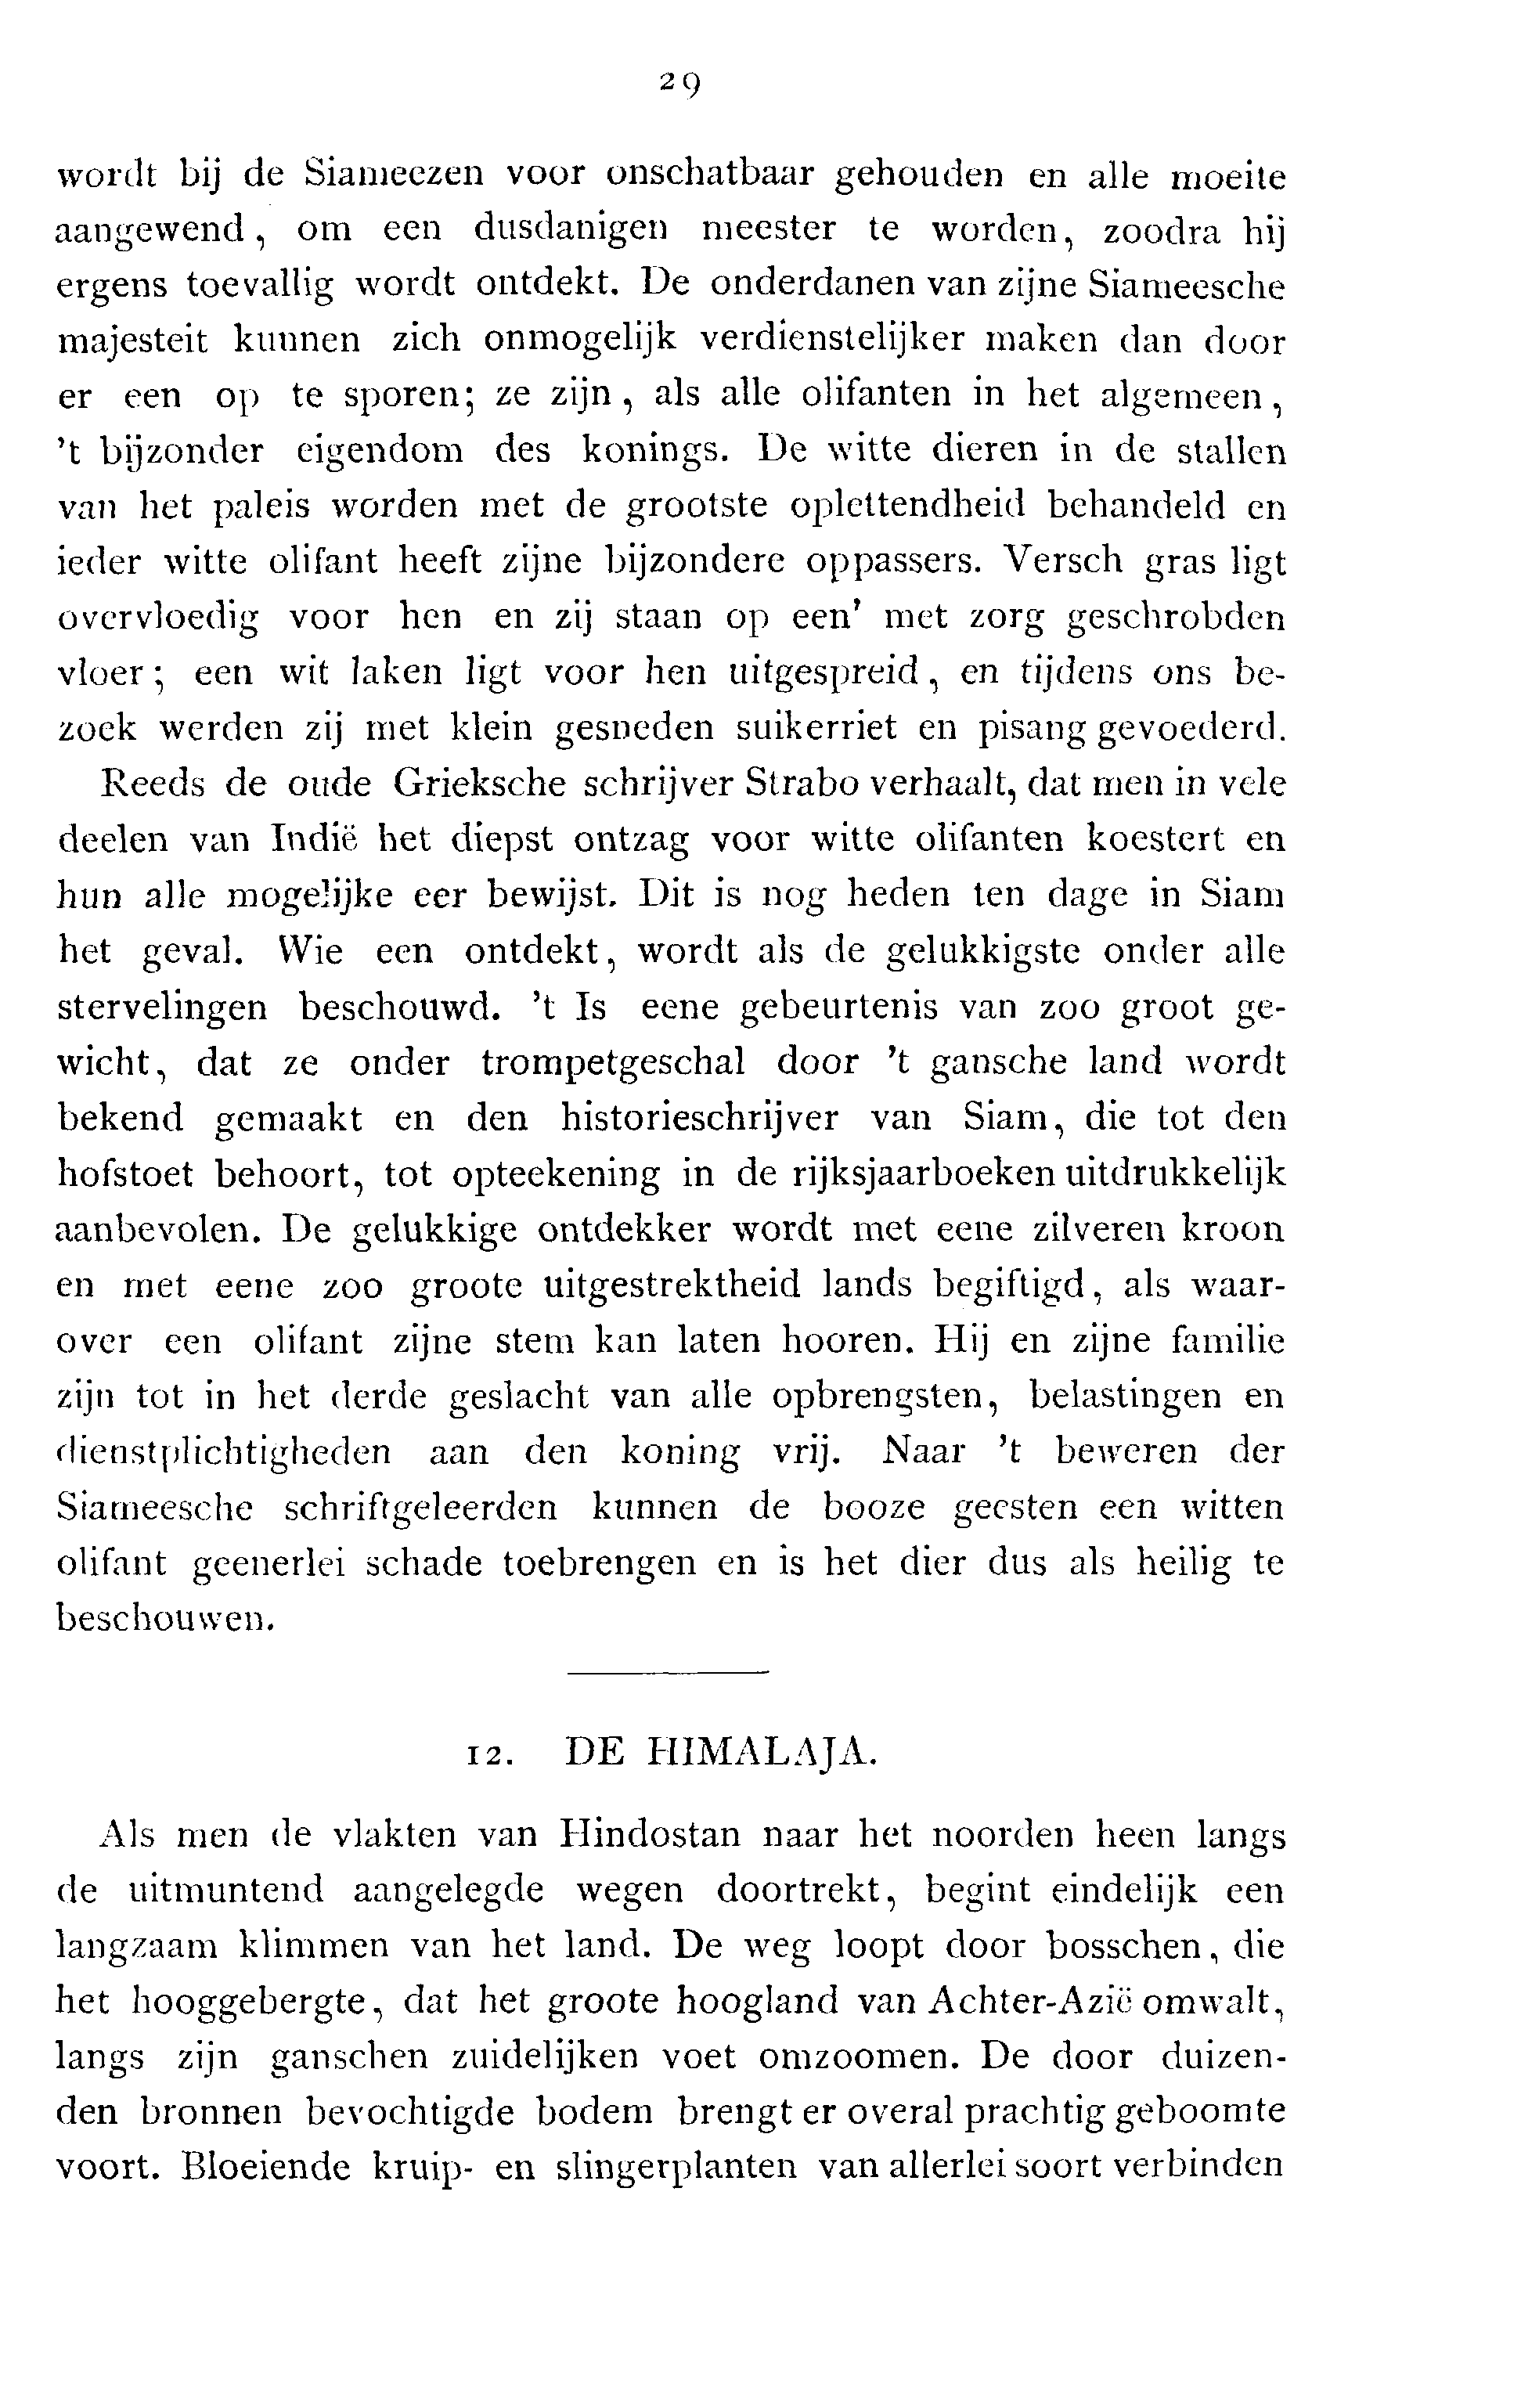 29
wordt bij de Siameezen voor onschatbaar gehouden en alle moeite
aangewend, om een dusdanigen meester te worden, zoodra hij
ergens toevallig wordt ontdekt. De onderdanen van zijne Siameesche
majesteit kunnen zich onmogelijk verdienstelijker maken dan door
er een op te sporen; ze zijn, als alle olifanten in het algemeen,
't bijzonder eigendom des konings. De witte dieren in de stallen
van het paleis worden met de grootste oplettendheid behandeld en
ieder witte olifant heeft zijne bijzondere oppassers. Versch gras ligt
overvloedig voor hen en zij staan op een' met zorg geschrobden
vloer; een wit laken ligt voor hen uitgespreid, en tijdens ons be-
zoek werden zij met klein gesneden suikerriet en pisang gevoederd.
Reeds de oude Grieksche schrijver Strabo verhaalt, dat men in vele
deelen van Indië het diepst ontzag voor witte olifanten koestert en
hun alle mogelijke eer bewijst. Dit is nog heden ten dage in Siam
het geval. Wie een ontdekt, wordt als de gelukkigste onder alle
stervelingen beschouwd. 't Is eene gebeurtenis van zoo groot ge-
wicht, dat ze onder trompetgeschal door 't gansche land wordt
bekend gemaakt en den historieschrijver van Siam, die tot den
hofstoet behoort, tot opteekening in de rijksjaarboeken uitdrukkelijk
aanbevolen. De gelukkige ontdekker wordt met eene zilveren kroon
en met eene zoo groote uitgestrektheid lands begiftigd, als waar-
over een olifant zijne stem kan laten hooren. Hij en zijne familie
zijn tot in het derde geslacht van alle opbrengsten, belastingen en
dienstplichtigheden aan den koning vrij. Naar 't beweren der
Siameesche schriftgeleerden kunnen de booze geesten een witten
olifant geenerlei schade toebrengen en is het dier dus als heilig te
beschouwen.
12. DE HIMALAJA.
Als men de vlakten van Hindostan naar het noorden heen langs
de uitmuntend aangelegde wegen doortrekt, begint eindelijk een
langzaam klimmen van het land. De weg loopt door bosschen, die
het hooggebergte, dat het groote hoogland van Achter-Azië omwalt,
langs zijn ganschen zuidelijken voet omzoomen. De door duizen-
den bronnen bevochtigde bodem brengt er overal prachtig geboomte
voort. Bloeiende kruip- en slingerplanten van allerlei soort verbinden